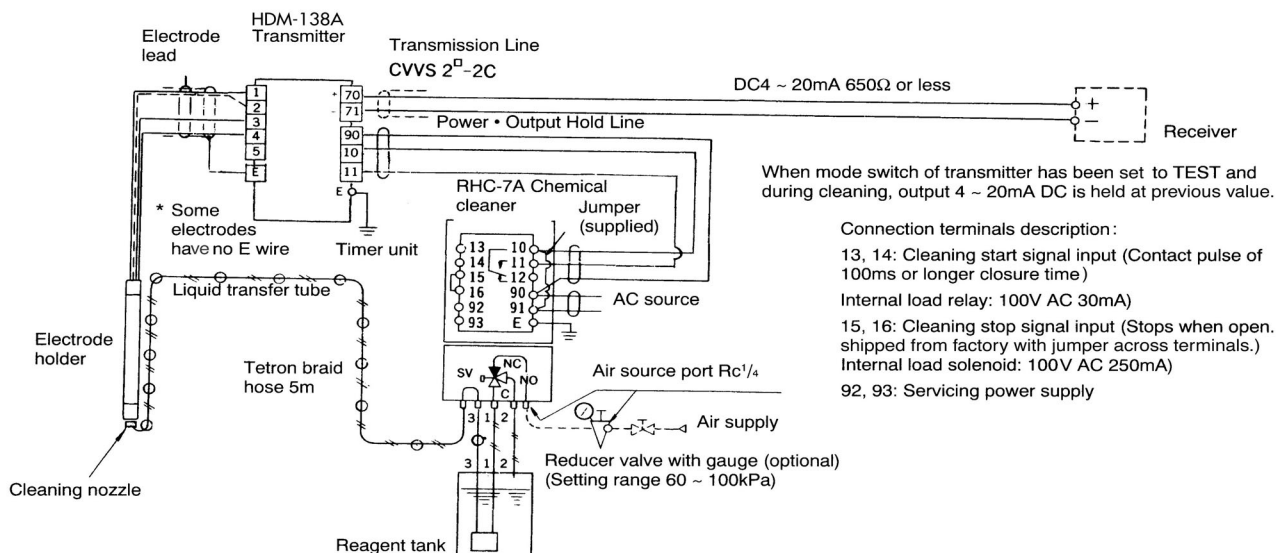 HDM-138A
Transmitter
Electrode
lead
Transmission Line
CVVS 2□-2C
DC4 ~ 20mA 650Ω or less
1
2
3
4
5
E
+ 70
- 71
90
10
11
E
Power • Output Hold Line
+
−
Receiver
When mode switch of transmitter has been set to TEST and
during cleaning, output 4 ~ 20mA DC is held at previous value.
* Some
electrodes
have no E wire
Timer unit
RHC-7A Chemical
cleaner
Jumper
(supplied)
13 10
14 11
15 12
16 90
92 91
93 E
AC source
Connection terminals description:
13, 14: Cleaning start signal input (Contact pulse of
100ms or longer closure time)
Internal load relay: 100V AC 30mA)
15, 16: Cleaning stop signal input (Stops when open.
shipped from factory with jumper across terminals.)
Internal load solenoid: 100V AC 250mA)
92, 93: Servicing power supply
Liquid transfer tube
Electrode
holder
Tetron braid
hose 5m
SV
NC
NO
C
3 1 2
Air source port Rc1/4
Air supply
3 1 2
Reducer valve with gauge (optional)
(Setting range 60 ~ 100kPa)
Cleaning nozzle
Reagent tank